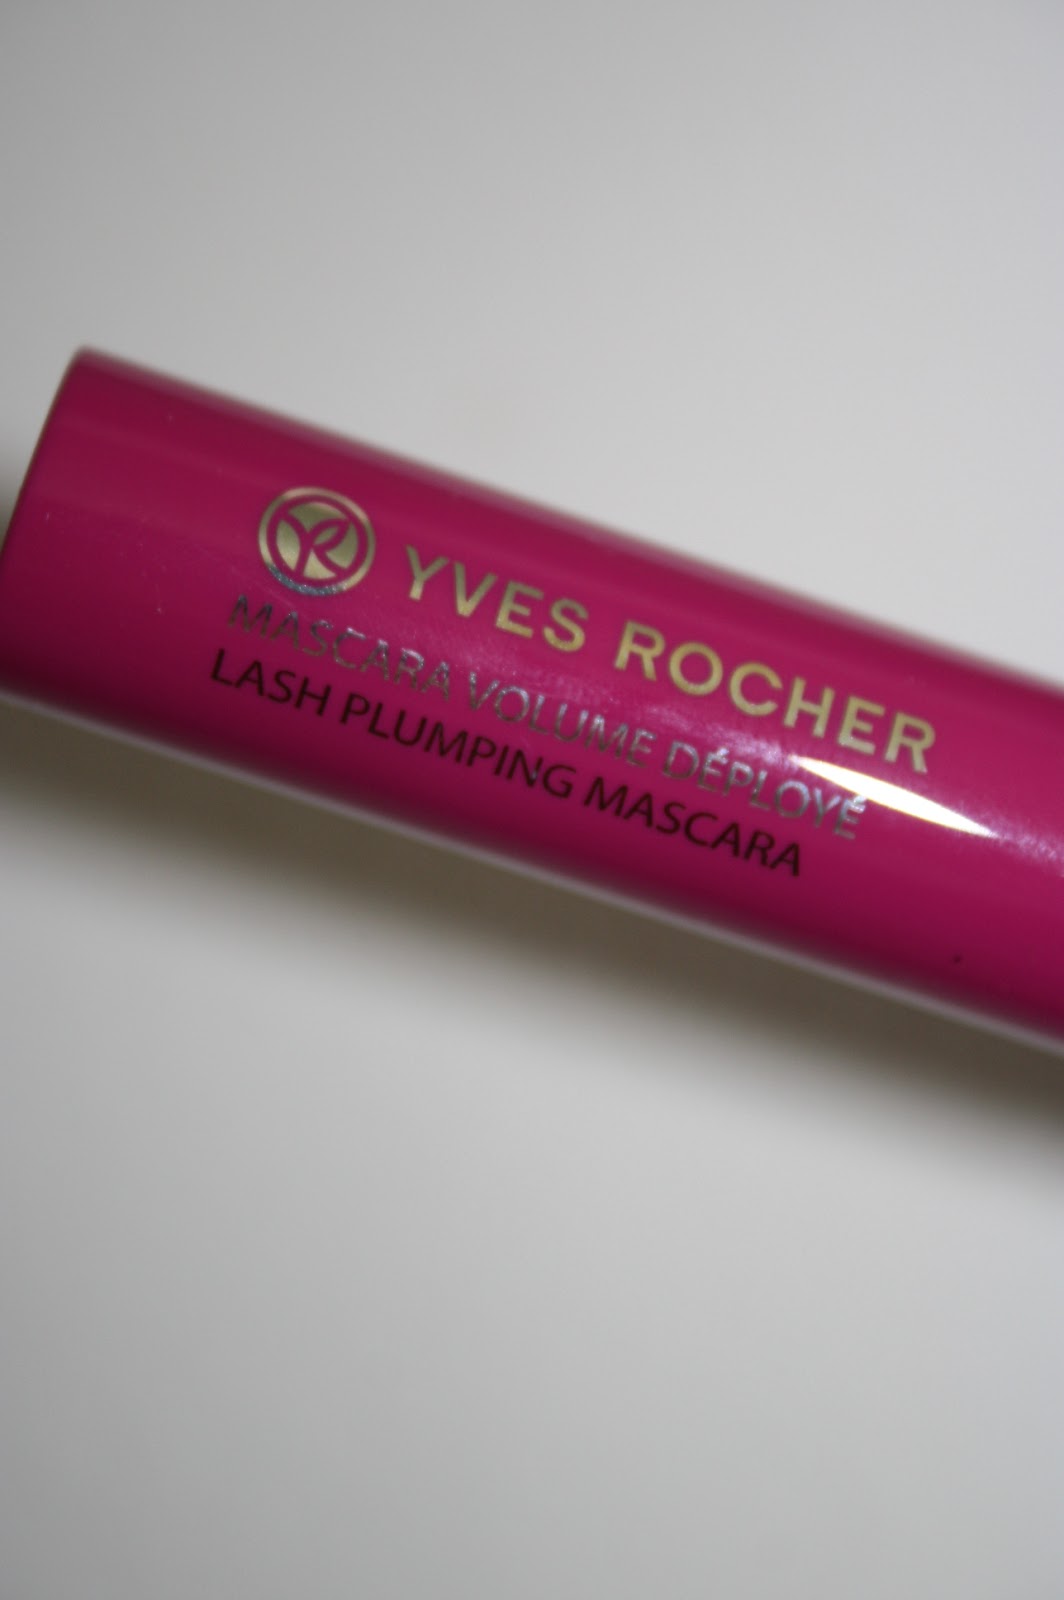 YVES ROCHER
MASCARA VOLUME DÉPLOYÉ
LASH PLUMPING MASCARA